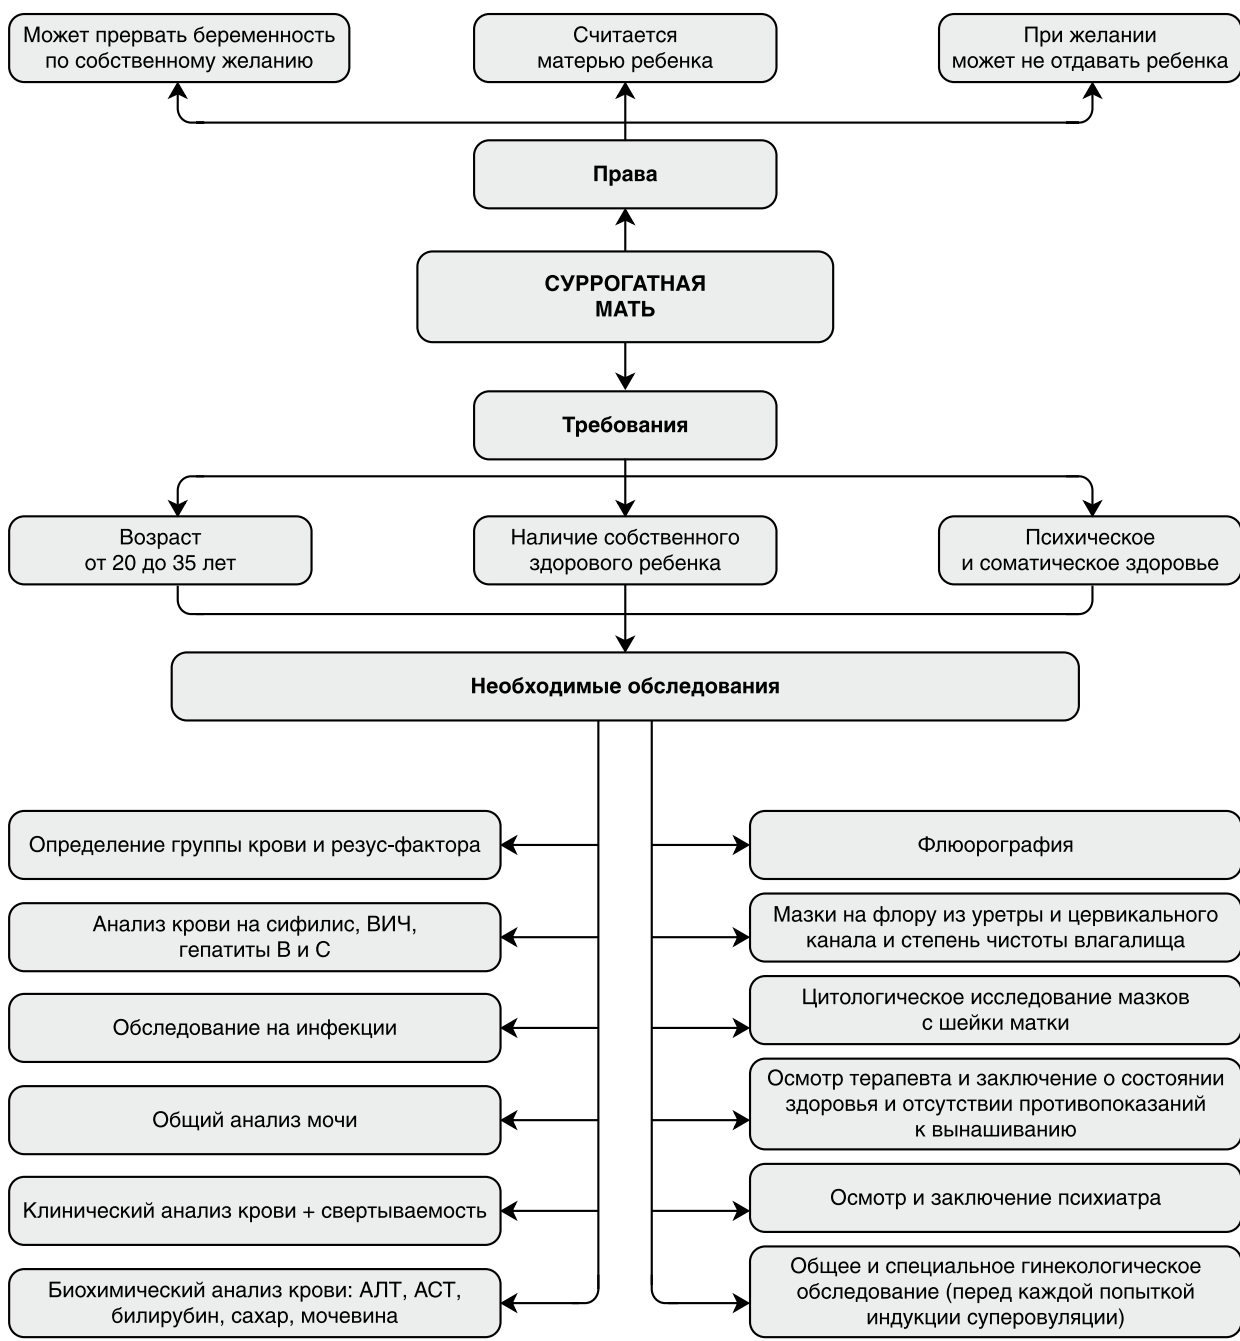 Может прервать беременность
по собственному желанию
Считается
матерью ребенка
При желании
может не отдавать ребенка
Права
СУРРОГАТНАЯ
МАТЬ
Требования
Возраст
от 20 до 35 лет
Наличие собственного
здорового ребенка
Психическое
и соматическое здоровье
Необходимые обследования
Определение группы крови и резус-фактора
Анализ крови на сифилис, ВИЧ,
гепатиты В и С
Обследование на инфекции
Общий анализ мочи
Клинический анализ крови + свертываемость
Биохимический анализ крови: АЛТ, АСТ,
билирубин, сахар, мочевина
Флюорография
Мазки на флору из уретры и цервикального
канала и степень чистоты влагалища
Цитологическое исследование мазков
с шейки матки
Осмотр терапевта и заключение о состоянии
здоровья и отсутствии противопоказаний
к вынашиванию
Осмотр и заключение психиатра
Общее и специальное гинекологическое
обследование (перед каждой попыткой
индукции суперовуляции)